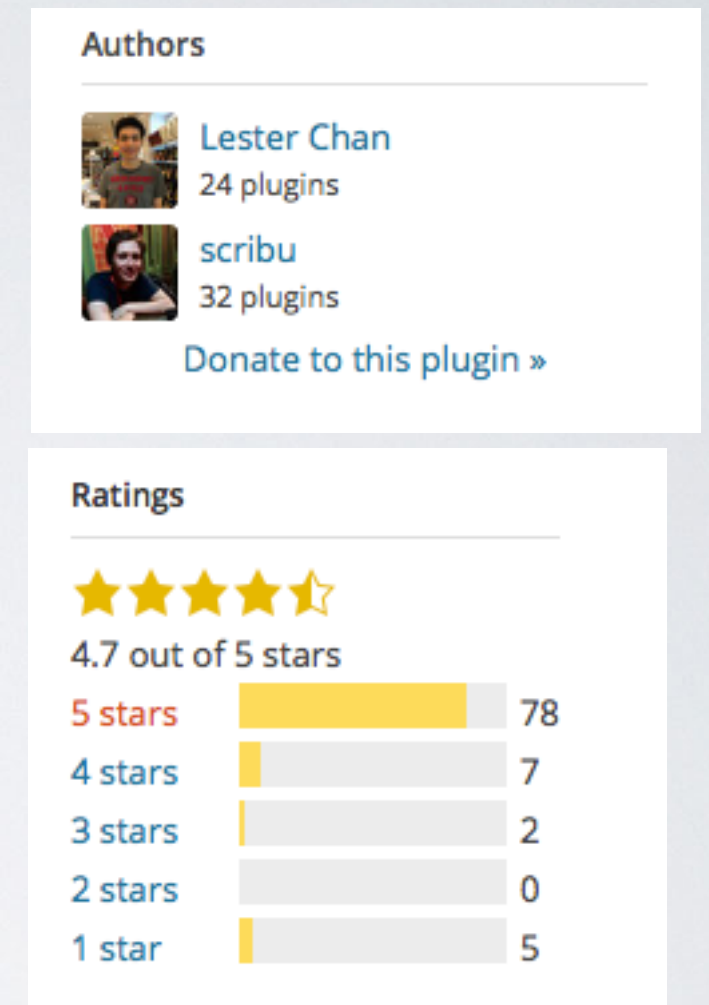 Authors
Lester Chan
24 plugins
scribu
32 plugins
Donate to this plugin »
Ratings
4.7 out of 5 stars
5 stars 78
4 stars 7
3 stars 2
2 stars 0
1 star 5